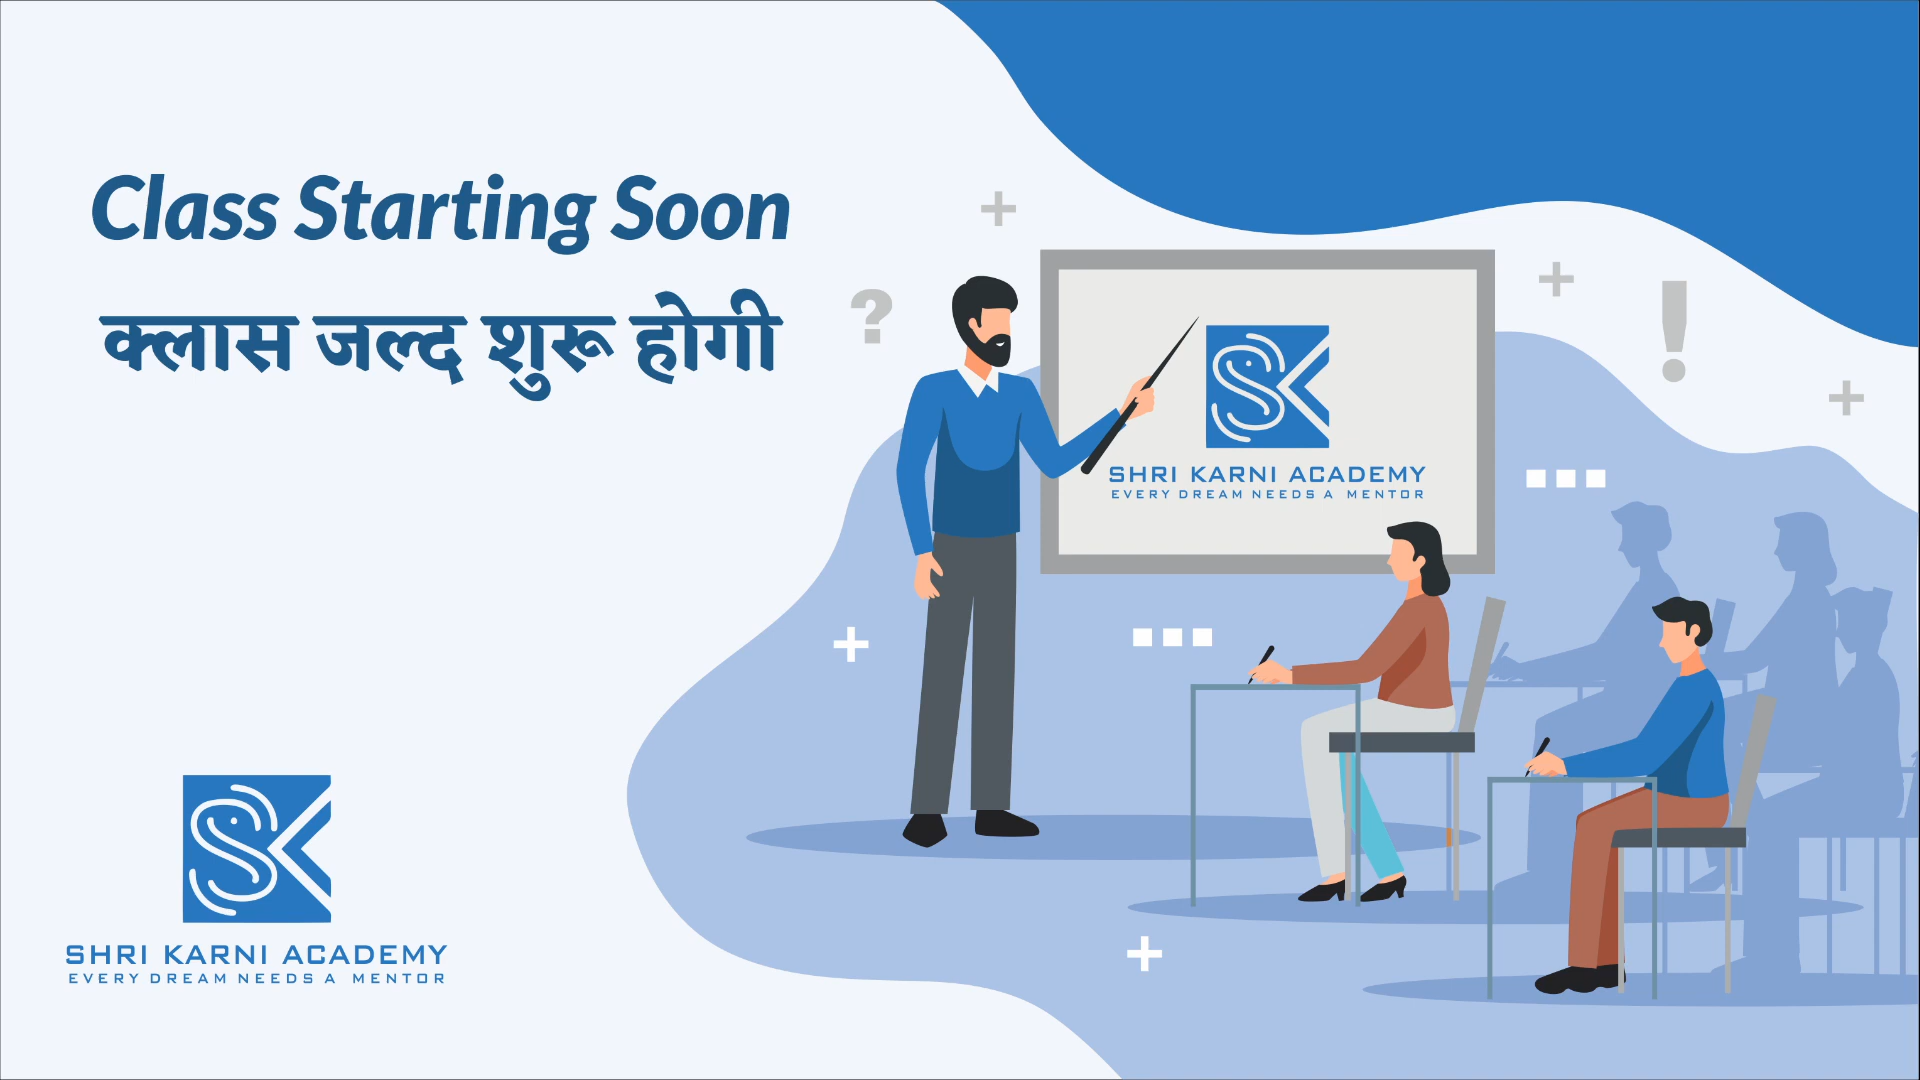 Class Starting Soon
क्लास जल्द शुरू होगी
SHRI KARNI ACADEMY
EVERY DREAM NEEDS A MENTOR
SHRI KARNI ACADEMY
EVERY DREAM NEEDS A MENTOR